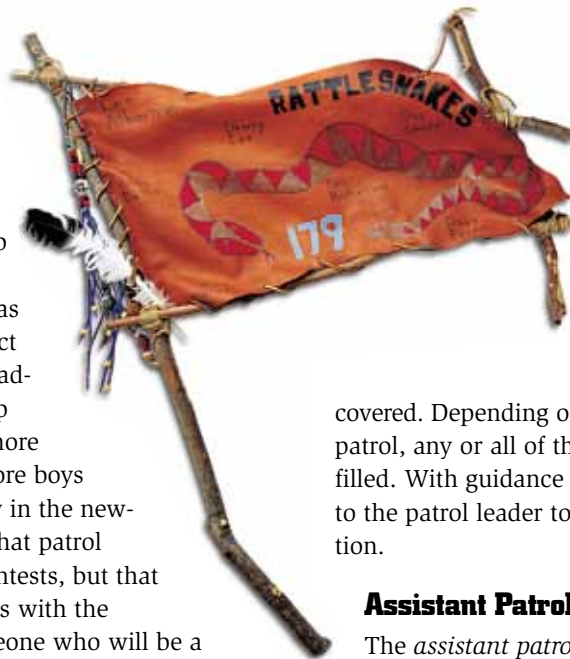 RATTLESNAKES
179
as
ct
ad-
p
nore
ore boys
y in the new-
hat patrol
ntests, but that
s with the
eone who will be a
covered. Depending o
patrol, any or all of th
filled. With guidance
to the patrol leader to
tion.
Assistant Patrol
The assistant patro